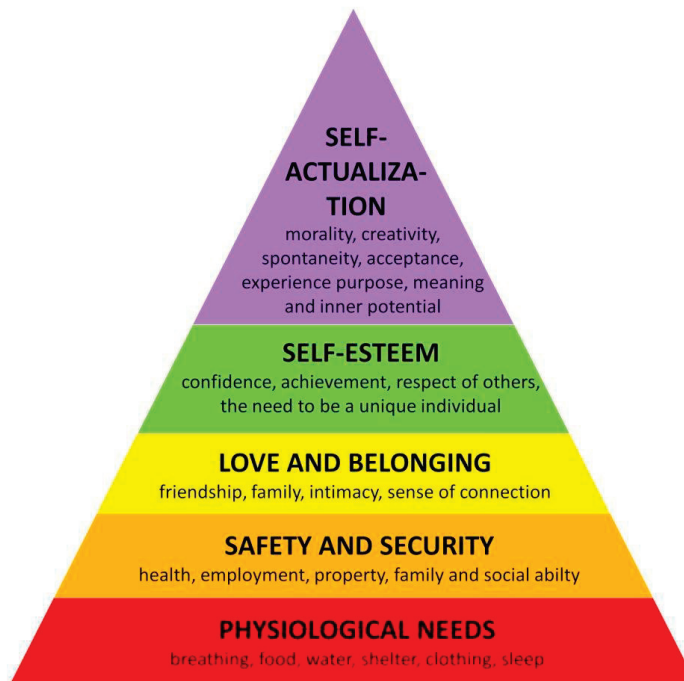 SELF-
ACTUALIZA-
TION
morality, creativity,
spontaneity, acceptance,
experience purpose, meaning
and inner potential
SELF-ESTEEM
confidence, achievement, respect of others,
the need to be a unique individual
LOVE AND BELONGING
friendship, family, intimacy, sense of connection
SAFETY AND SECURITY
health, employment, property, family and social abilty
PHYSIOLOGICAL NEEDS
breathing, food, water, shelter, clothing, sleep